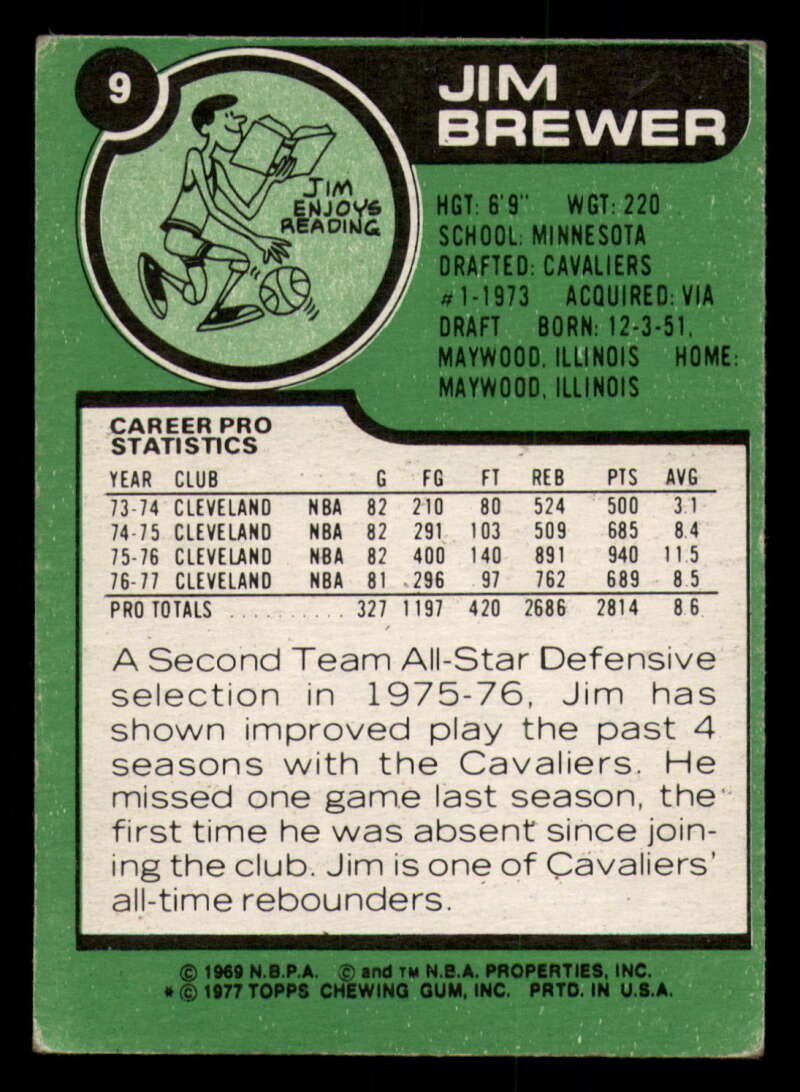 9
JIM
BREWER
JIM
ENJOYS
READING
HGT: 6'9" WGT: 220
SCHOOL: MINNESOTA
DRAFTED: CAVALIERS
#1-1973 ACQUIRED: VIA
DRAFT BORN: 12-3-51,
MAYWOOD, ILLINOIS HOME:
MAYWOOD, ILLINOIS
CAREER PRO
STATISTICS
YEAR CLUB G FG FT REB PTS AVG
73-74 CLEVELAND NBA 82 210 80 524 500 3.1
74-75 CLEVELAND NBA 82 291 103 509 685 8.4
75-76 CLEVELAND NBA 82 400 140 891 940 11.5
76-77 CLEVELAND NBA 81 296 97 762 689 8.5
PRO TOTALS ........... 327 1197 420 2686 2814 8.6
A Second Team All-Star Defensive
selection in 1975-76, Jim has
shown improved play the past 4
seasons with the Cavaliers. He
missed one game last season, the
first time he was absent since join-
ing the club. Jim is one of Cavaliers'
all-time rebounders.
© 1969 N.B.P.A. © and TM N.B.A. PROPERTIES, INC.
* © 1977 TOPPS CHEWING GUM, INC. PRTD. IN U.S.A.